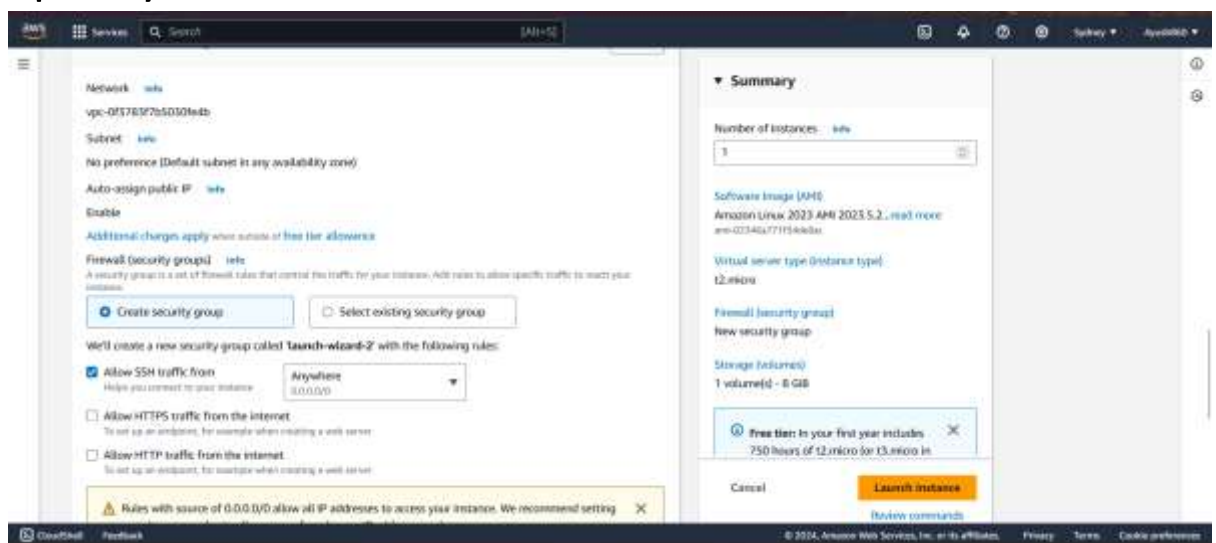 aws
Services
Search
[Alt+S]
Sydney
Network Info
Subnet Info
No preference (Default subnet in any availability zone)
Auto-assign public IP Info
Enable
Additional charges apply when outside of free tier allowance
Firewall (security groups) Info
A security group is a set of firewall rules that control the traffic for your instance. Add rules to allow specific traffic to reach your
instance.
Create security group
Select existing security group
We'll create a new security group called 'launch-wizard-2' with the following rules:
Allow SSH traffic from
Helps you connect to your instance
Anywhere
0.0.0.0/0
Allow HTTPS traffic from the internet
To set up an endpoint, for example when creating a web server
Allow HTTP traffic from the internet
To set up an endpoint, for example when creating a web server
Rules with source of 0.0.0.0/0 allow all IP addresses to access your instance. We recommend setting
Summary
Number of instances Info
1
Software Image (AMI)
Amazon Linux 2023 AMI 2023.5.2...read more
Virtual server type (instance type)
t2.micro
Firewall (security group)
New security group
Storage (volumes)
1 volume(s) - 8 GiB
Free tier: In your first year includes
750 hours of t2.micro (or t3.micro in
Cancel
Launch instance
Review commands
CloudShell
Feedback
© 2024, Amazon Web Services, Inc. or its affiliates.
Privacy
Terms
Cookie preferences